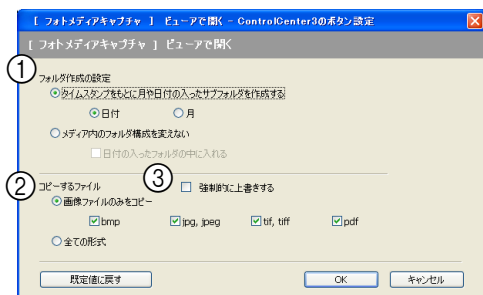 [ フォトメディアキャプチャ ] ビューアで開く - ControlCenter3のボタン設定
[ フォトメディアキャプチャ ] ビューアで開く
①
フォルダ作成の設定
タイムスタンプをもとに月や日付の入ったサブフォルダを作成する
日付 月
メディア内のフォルダ構成を変えない
日付の入ったフォルダの中に入れる
② コピーするファイル ③ 強制的に上書きする
画像ファイルのみをコピー
bmp jpg, jpeg tif, tiff pdf
全ての形式
既定値に戻す OK キャンセル